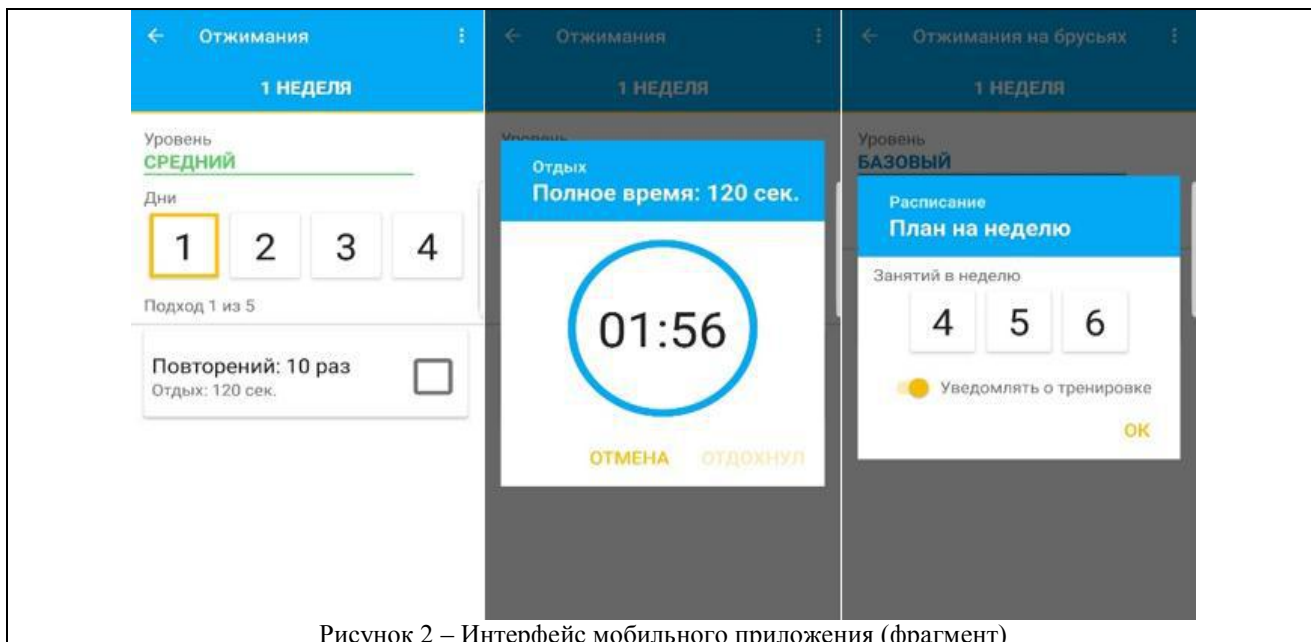 Отжимания
1 НЕДЕЛЯ
Уровень
СРЕДНИЙ
Дни
1 2 3 4
Подход 1 из 5
Повторений: 10 раз
Отдых: 120 сек.
Отжимания
1 НЕДЕЛЯ
Уровень
Отдых
Полное время: 120 сек.
01:56
ОТМЕНА ОТДОХНУЛ
Отжимания на брусьях
1 НЕДЕЛЯ
Уровень
БАЗОВЫЙ
Расписание
План на неделю
Занятий в неделю
4 5 6
Уведомлять о тренировке
ОК
Рисунок 2 – Интерфейс мобильного приложения (фрагмент)